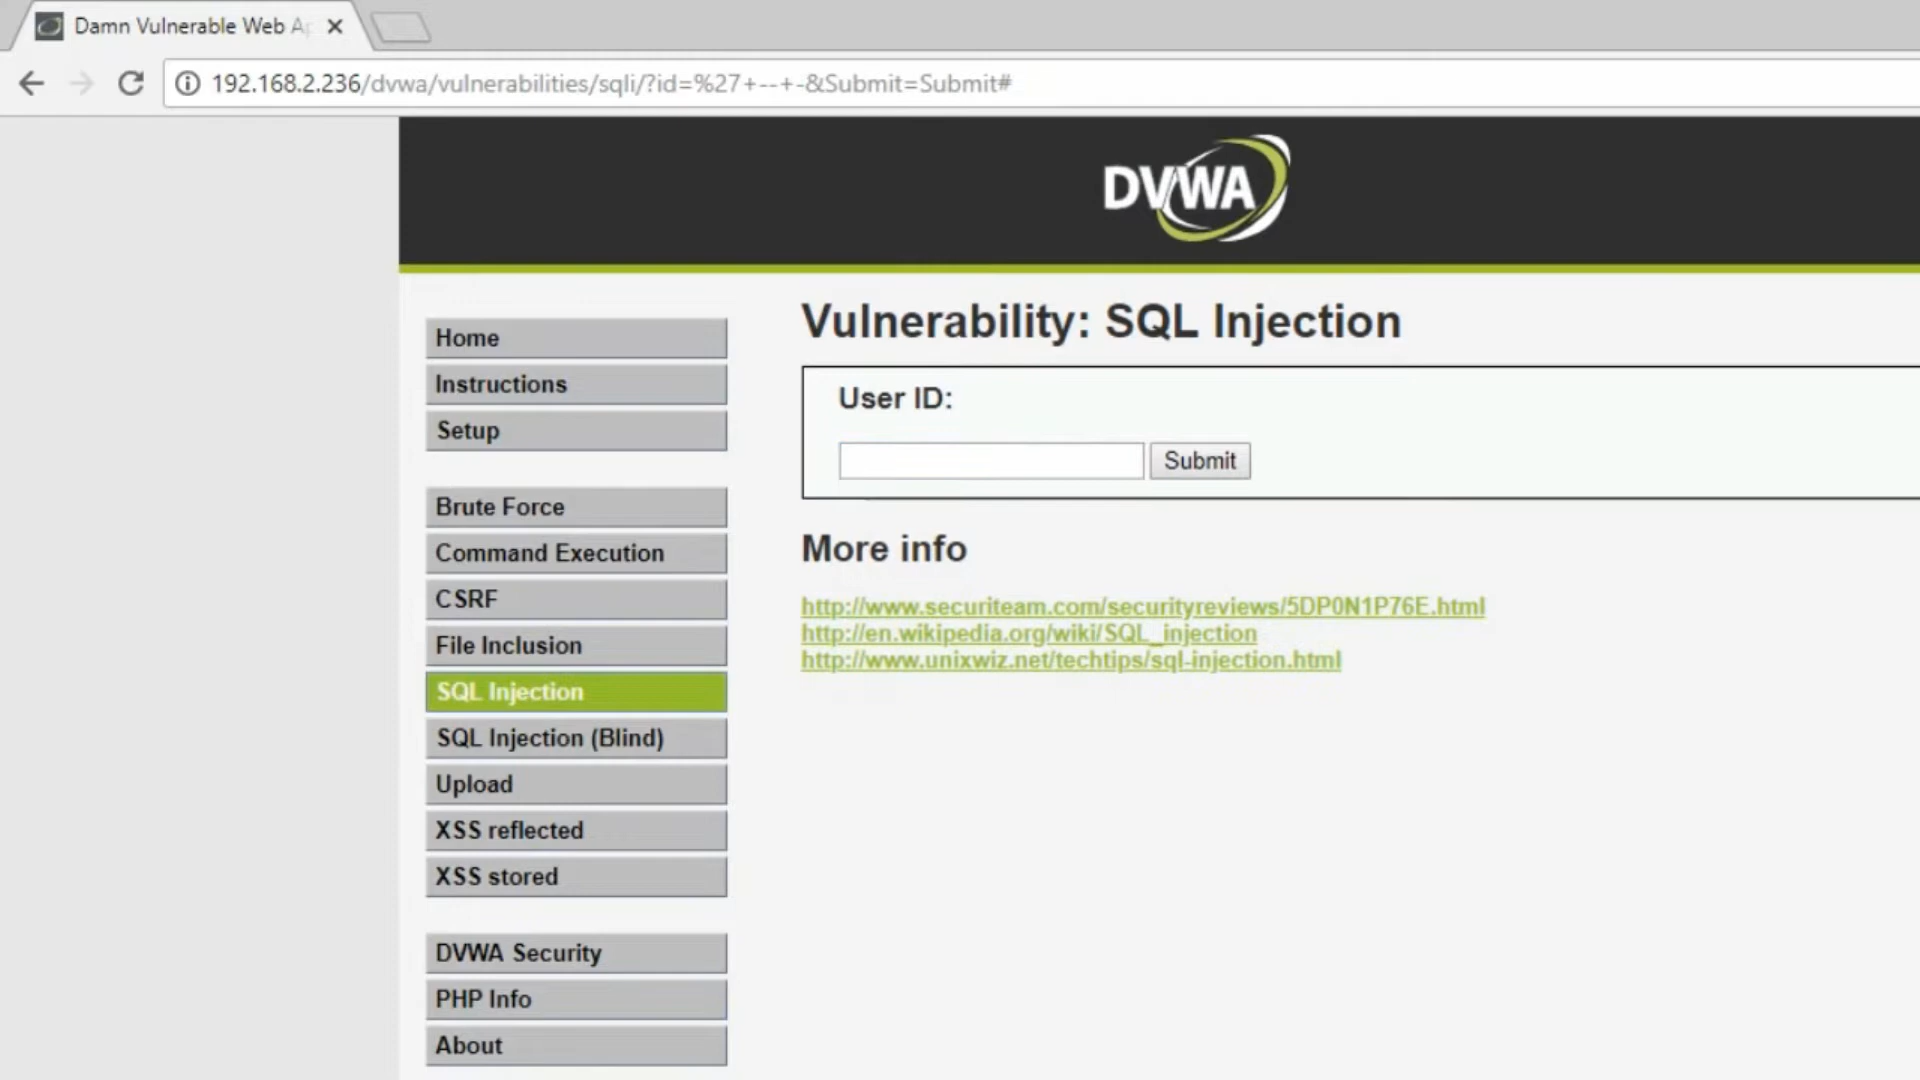 Damn Vulnerable Web Ap
192.168.2.236/dvwa/vulnerabilities/sqli/?id=%27+--+-&Submit=Submit#
DVWA
Home
Instructions
Setup
Brute Force
Command Execution
CSRF
File Inclusion
SQL Injection
SQL Injection (Blind)
Upload
XSS reflected
XSS stored
DVWA Security
PHP Info
About
Vulnerability: SQL Injection
User ID:
Submit
More info
http://www.securiteam.com/securityreviews/5DP0N1P76E.html
http://en.wikipedia.org/wiki/SQL_injection
http://www.unixwiz.net/techtips/sql-injection.html